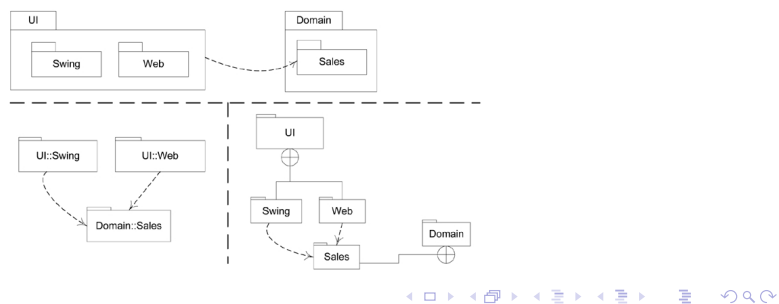 UI
Domain
Swing
Web
Sales
UI::Swing
UI::Web
Domain::Sales
UI
Swing
Web
Domain
Sales